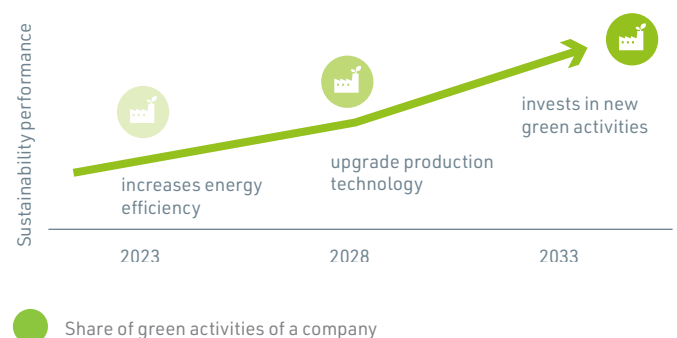 Sustainability performance
increases energy
efficiency
upgrade production
technology
invests in new
green activities
2023
2028
2033
Share of green activities of a company